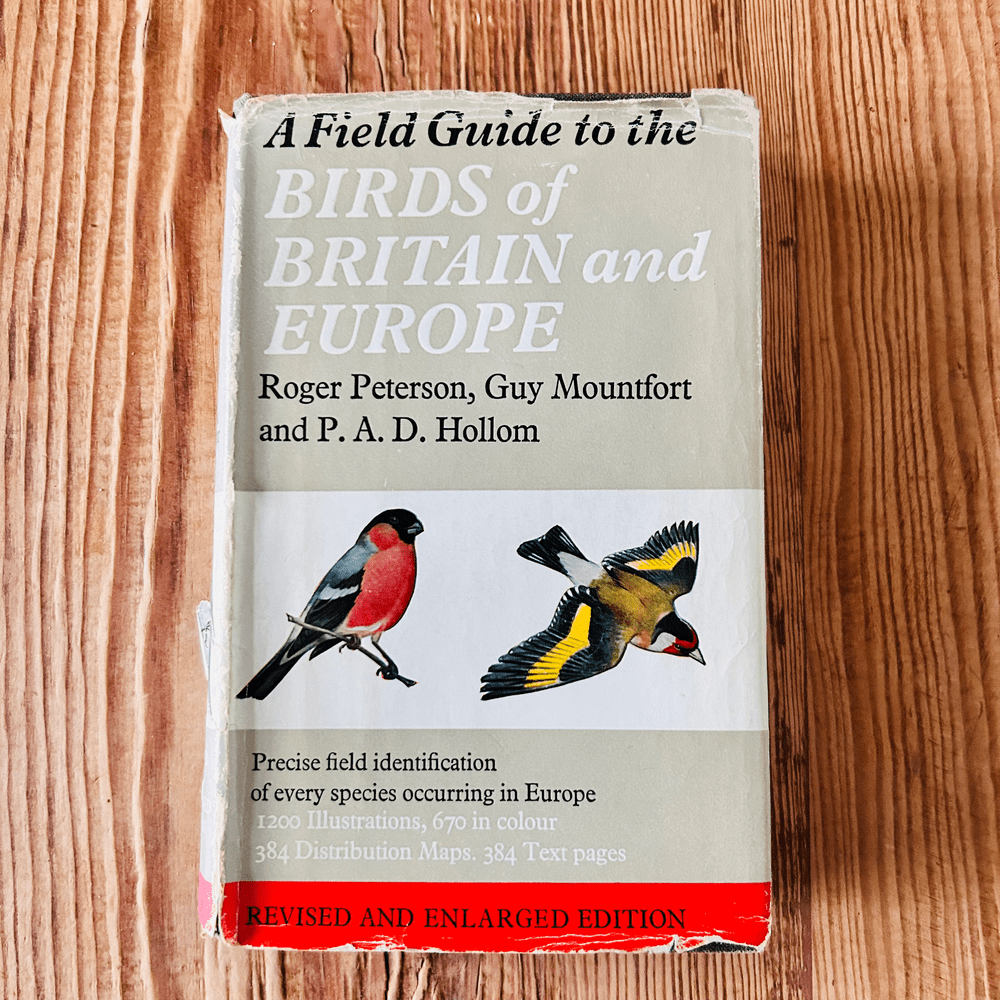 A Field Guide to the
BIRDS of
BRITAIN and
EUROPE
Roger Peterson, Guy Mountfort
and P. A. D. Hollom
Precise field identification
of every species occurring in Europe
1200 Illustrations, 670 in colour
384 Distribution Maps. 384 Text pages
REVISED AND ENLARGED EDITION